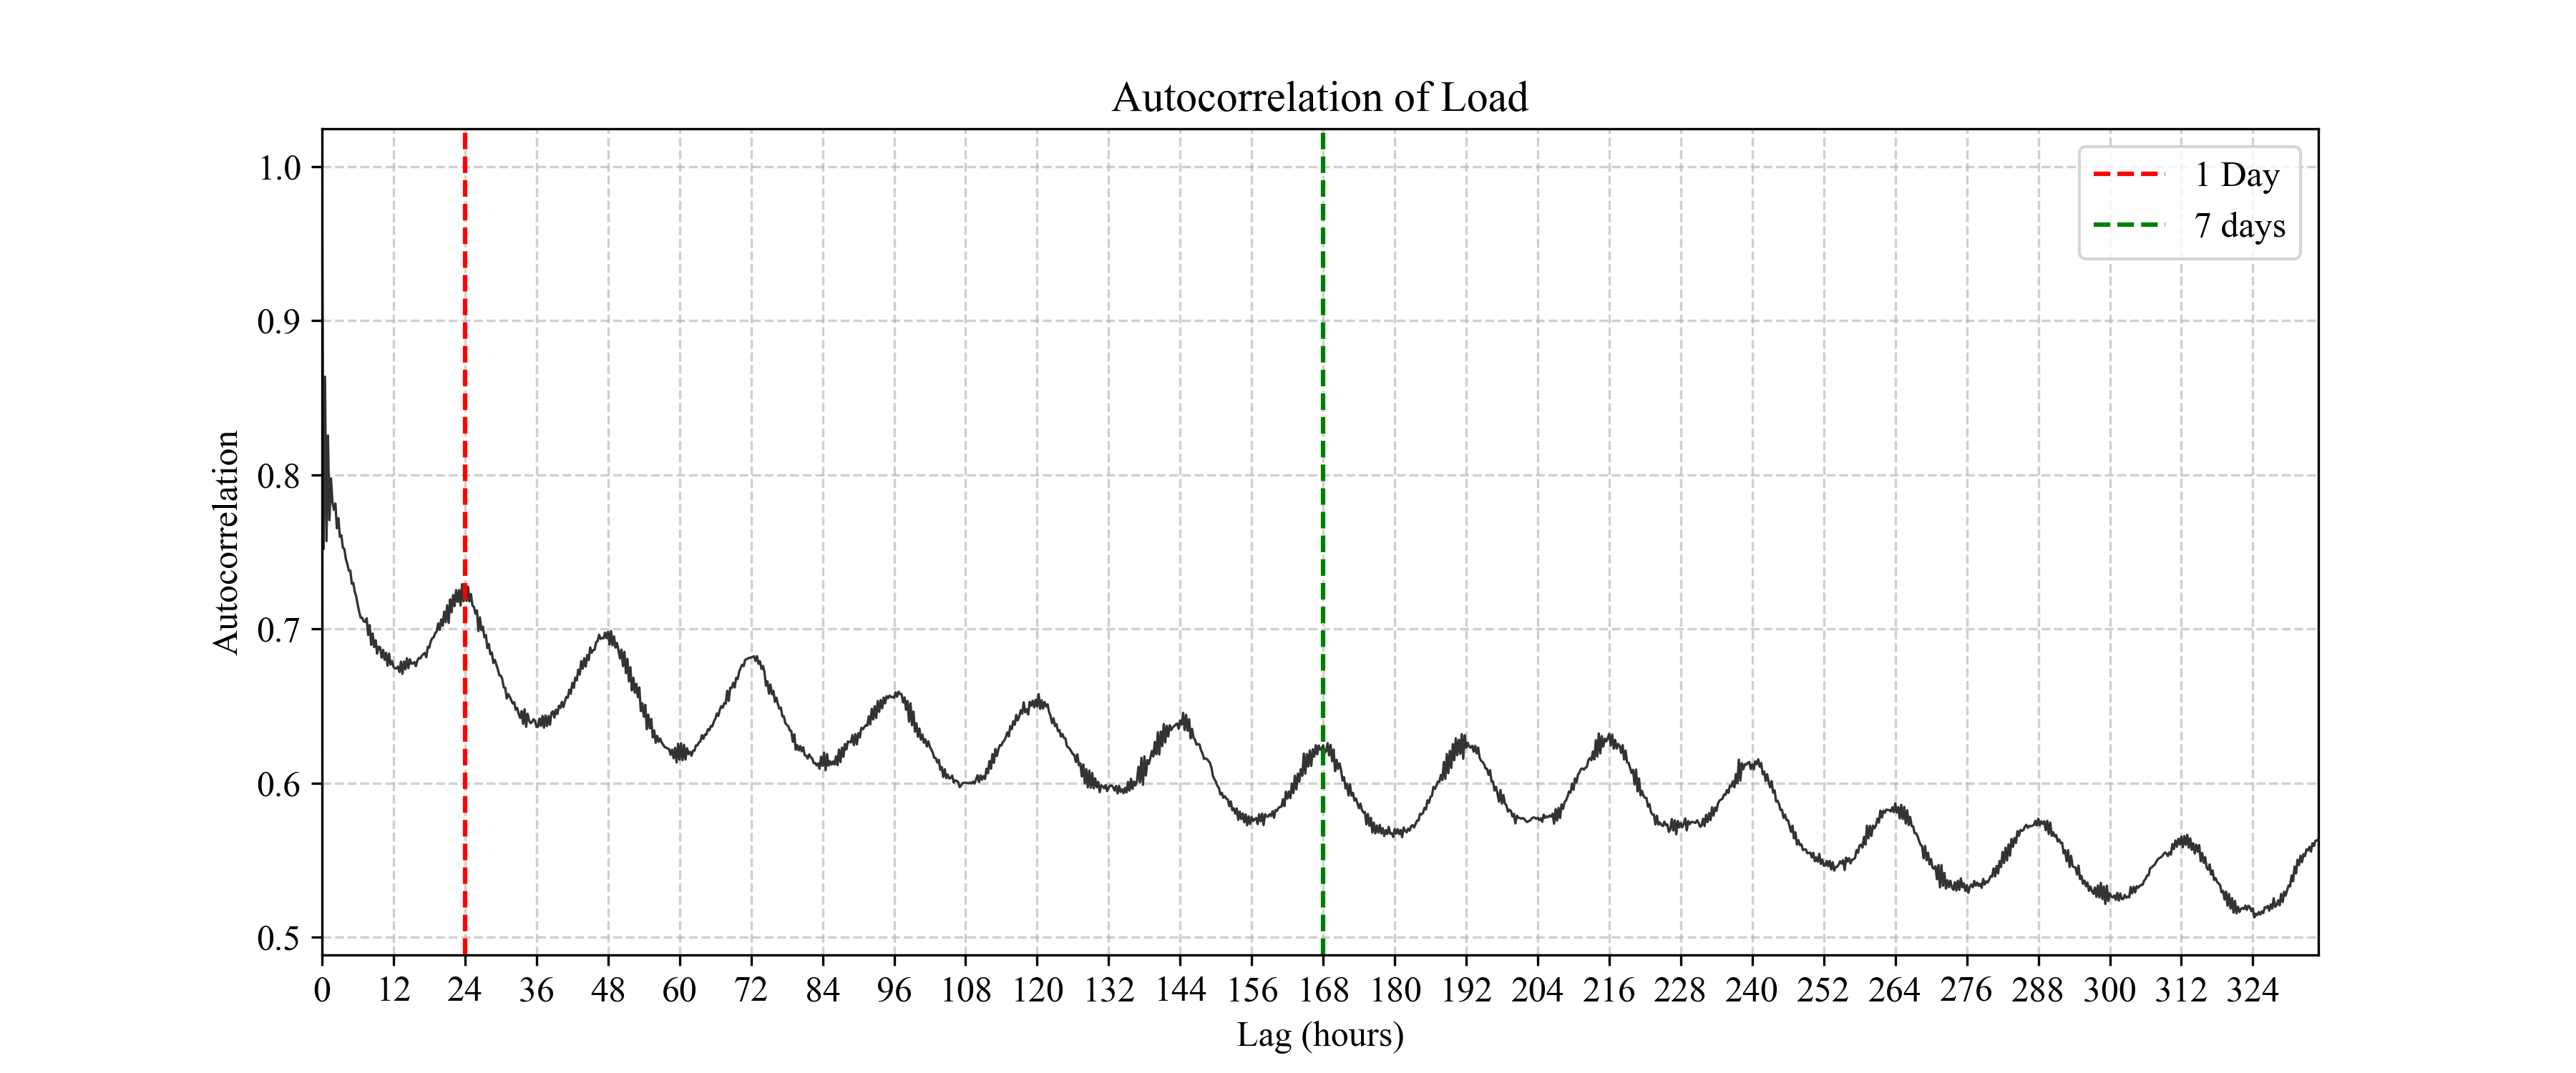 Autocorrelation of Load
1 Day
7 days
Autocorrelation
1.0
0.9
0.8
0.7
0.6
0.5
0 12 24 36 48 60 72 84 96 108 120 132 144 156 168 180 192 204 216 228 240 252 264 276 288 300 312 324
Lag (hours)